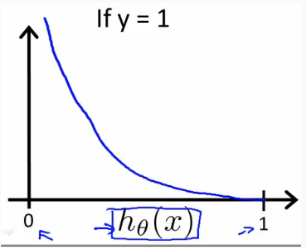 If y = 1
0 hθ(x) 1